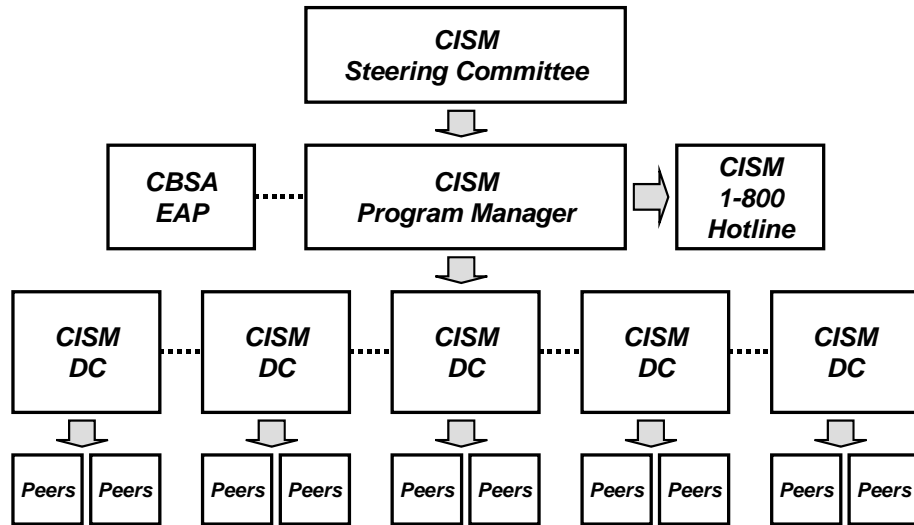 CISM
Steering Committee
CBSA
EAP
CISM
Program Manager
CISM
1-800
Hotline
CISM
DC
CISM
DC
CISM
DC
CISM
DC
CISM
DC
Peers Peers Peers Peers Peers Peers Peers Peers Peers Peers